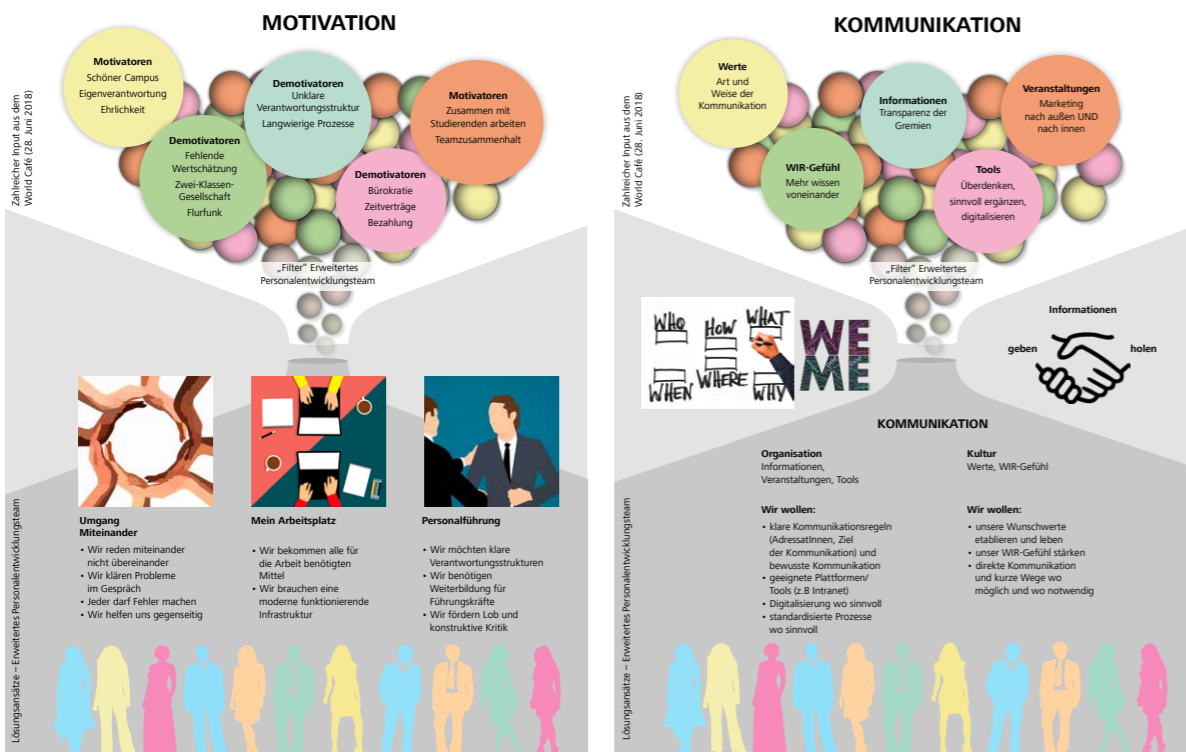 MOTIVATION
Zahlreicher Input aus dem
World Café (28. Juni 2018)
Motivatoren
Schöner Campus
Eigenverantwortung
Ehrlichkeit
Demotivatoren
Unklare
Verantwortungsstruktur
Langwierige Prozesse
Motivatoren
Zusammen mit
Studierenden arbeiten
Teamzusammenhalt
Demotivatoren
Fehlende
Wertschätzung
Zwei-Klassen-
Gesellschaft
Flurfunk
Demotivatoren
Bürokratie
Zeitverträge
Bezahlung
„Filter“ Erweitertes
Personalentwicklungsteam
Lösungsansätze – Erweitertes Personalentwicklungsteam
Umgang
Miteinander
• Wir reden miteinander
nicht übereinander
• Wir klären Probleme
im Gespräch
• Jeder darf Fehler machen
• Wir helfen uns gegenseitig
Mein Arbeitsplatz
• Wir bekommen alle für
die Arbeit benötigten
Mittel
• Wir brauchen eine
moderne funktionierende
Infrastruktur
Personalführung
• Wir möchten klare
Verantwortungsstrukturen
• Wir benötigen
Weiterbildung für
Führungskräfte
• Wir fördern Lob und
konstruktive Kritik
KOMMUNIKATION
Zahlreicher Input aus dem
World Café (28. Juni 2018)
Werte
Art und
Weise der
Kommunikation
Informationen
Transparenz der
Gremien
Veranstaltungen
Marketing
nach außen UND
nach innen
WIR-Gefühl
Mehr wissen
voneinander
Tools
Überdenken,
sinnvoll ergänzen,
digitalisieren
„Filter“ Erweitertes
Personalentwicklungsteam
WHO HOW WHAT
WHEN WHERE WHY
WE
ME
Informationen
geben holen
KOMMUNIKATION
Lösungsansätze – Erweitertes Personalentwicklungsteam
Organisation
Informationen,
Veranstaltungen, Tools
Wir wollen:
• klare Kommunikationsregeln
(AdressatInnen, Ziel
der Kommunikation) und
bewusste Kommunikation
• geeignete Plattformen/
Tools (z.B Intranet)
• Digitalisierung wo sinnvoll
• standardisierte Prozesse
wo sinnvoll
Kultur
Werte, WIR-Gefühl
Wir wollen:
• unsere Wunschwerte
etablieren und leben
• unser WIR-Gefühl stärken
• direkte Kommunikation
und kurze Wege wo
möglich und wo notwendig